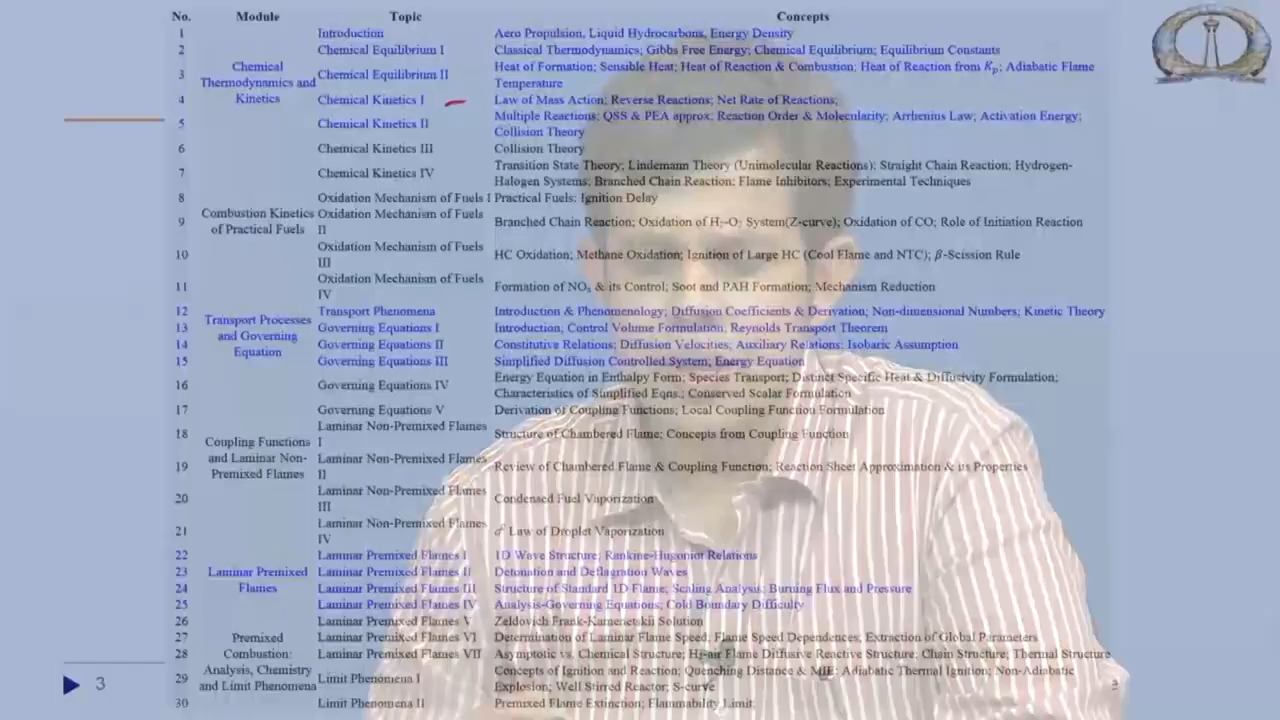 No. Module Topic Concepts
1 Introduction Aero Propulsion, Liquid Hydrocarbons, Energy Density
2 Chemical Equilibrium I Classical Thermodynamics; Gibbs Free Energy; Chemical Equilibrium; Equilibrium Constants
Chemical Thermodynamics and Kinetics
3 Chemical Equilibrium II Heat of Formation; Sensible Heat; Heat of Reaction & Combustion; Heat of Reaction from Kp; Adiabatic Flame
Temperature
4 Chemical Kinetics I Law of Mass Action; Reverse Reactions; Net Rate of Reactions;
5 Chemical Kinetics II Multiple Reactions; QSS & PEA approx; Reaction Order & Molecularity; Arrhenius Law; Activation Energy;
Collision Theory
6 Chemical Kinetics III Collision Theory
7 Chemical Kinetics IV Transition State Theory; Lindemann Theory (Unimolecular Reactions); Straight Chain Reaction; Hydrogen-
Halogen Systems; Branched Chain Reaction; Flame Inhibitors; Experimental Techniques
8 Oxidation Mechanism of Fuels I Practical Fuels; Ignition Delay
Combustion Kinetics of Practical Fuels
9 Oxidation Mechanism of Fuels II Branched Chain Reaction; Oxidation of H2-O2 System(Z-curve); Oxidation of CO; Role of Initiation Reaction
10 Oxidation Mechanism of Fuels III HC Oxidation; Methane Oxidation; Ignition of Large HC (Cool Flame and NTC); β-Scission Rule
11 Oxidation Mechanism of Fuels IV Formation of NOx & its Control; Soot and PAH Formation; Mechanism Reduction
12 Transport Phenomena Introduction & Phenomenology; Diffusion Coefficients & Derivation; Non-dimensional Numbers; Kinetic Theory
Transport Processes and Governing Equation
13 Governing Equations I Introduction, Control Volume Formulation, Reynolds Transport Theorem
14 Governing Equations II Constitutive Relations; Diffusion Velocities; Auxiliary Relations; Isobaric Assumption
15 Governing Equations III Simplified Diffusion Controlled System; Energy Equation
16 Governing Equations IV Energy Equation in Enthalpy Form; Species Transport; Distinct Specific Heat & Diffusivity Formulation;
Characteristics of Simplified Eqns.; Conserved Scalar Formulation
17 Governing Equations V Derivation of Coupling Functions; Local Coupling Function Formulation
Coupling Functions and Laminar Non-Premixed Flames
18 Laminar Non-Premixed Flames I Structure of Chambered Flame; Concepts from Coupling Function
19 Laminar Non-Premixed Flames II Review of Chambered Flame & Coupling Function; Reaction Sheet Approximation & its Properties
20 Laminar Non-Premixed Flames III Condensed Fuel Vaporization
21 Laminar Non-Premixed Flames IV d² Law of Droplet Vaporization
22 Laminar Premixed Flames I 1D Wave Structure; Rankine-Hugoniot Relations
Laminar Premixed Flames
23 Laminar Premixed Flames II Detonation and Deflagration Waves
24 Laminar Premixed Flames III Structure of Standard 1D Flame; Scaling Analysis; Burning Flux and Pressure
25 Laminar Premixed Flames IV Analysis-Governing Equations; Cold Boundary Difficulty
26 Laminar Premixed Flames V Zeldovich Frank-Kamenetskii Solution
Premixed Combustion: Analysis, Chemistry and Limit Phenomena
27 Laminar Premixed Flames VI Determination of Laminar Flame Speed; Flame Speed Dependences; Extraction of Global Parameters
28 Laminar Premixed Flames VII Asymptotic vs. Chemical Structure; H2-air Flame Diffusive Reactive Structure; Chain Structure; Thermal Structure
29 Limit Phenomena I Concepts of Ignition and Reaction; Quenching Distance & MIE; Adiabatic Thermal Ignition; Non-Adiabatic
Explosion; Well Stirred Reactor; S-curve
30 Limit Phenomena II Premixed Flame Extinction; Flammability Limit
3
3